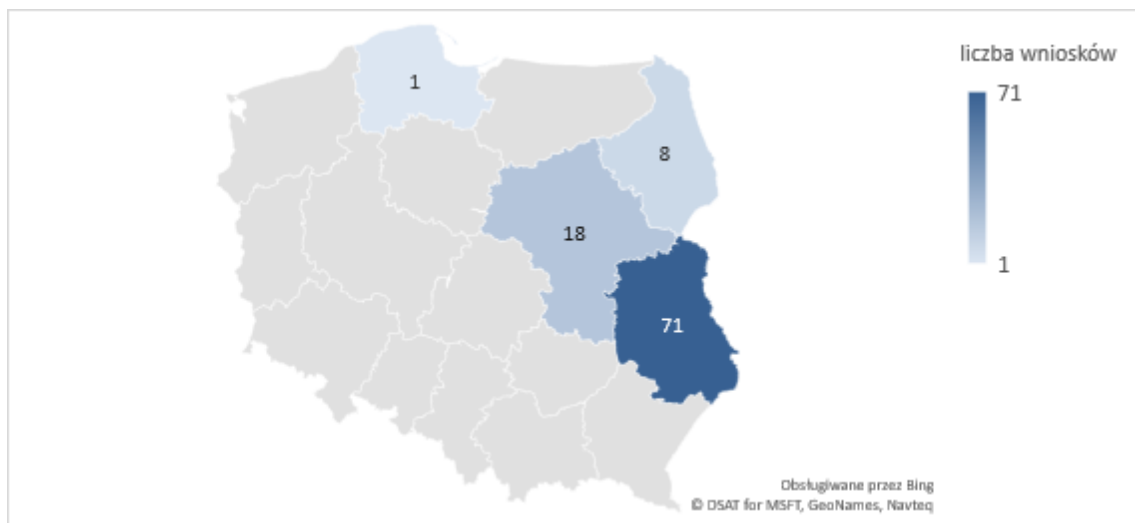 liczba wniosków
71
1
1
8
18
71
Obsługiwane przez Bing
© DSAT for MSFT, GeoNames, Navteq